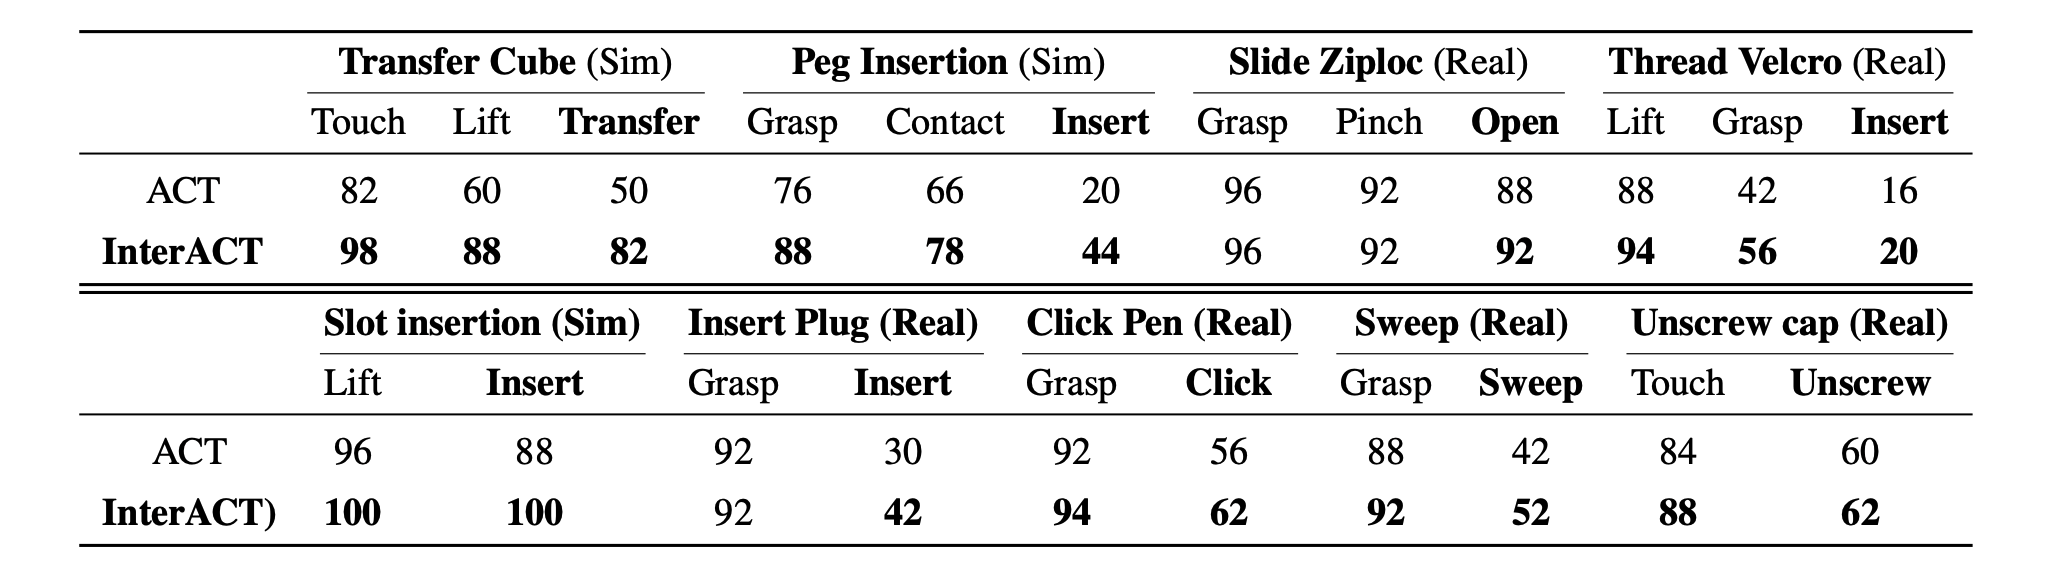 Transfer Cube (Sim) Peg Insertion (Sim) Slide Ziploc (Real) Thread Velcro (Real)
Touch Lift Transfer Grasp Contact Insert Grasp Pinch Open Lift Grasp Insert
ACT 82 60 50 76 66 20 96 92 88 88 42 16
InterACT 98 88 82 88 78 44 96 92 92 94 56 20
Slot insertion (Sim) Insert Plug (Real) Click Pen (Real) Sweep (Real) Unscrew cap (Real)
Lift Insert Grasp Insert Grasp Click Grasp Sweep Touch Unscrew
ACT 96 88 92 30 92 56 88 42 84 60
InterACT) 100 100 92 42 94 62 92 52 88 62